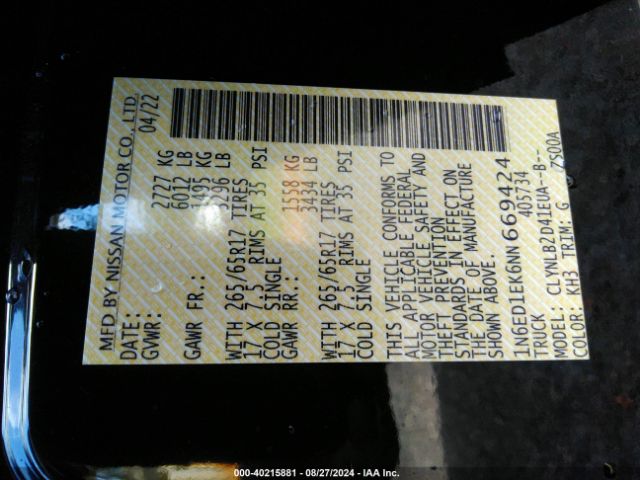 MFD BY NISSAN MOTOR CO., LTD.
DATE: 04/22
GVWR: 2727 KG
6012 LB
GAWR FR.: 1495 KG
3296 LB
WITH 265/65R17 TIRES
17 X 7.5 RIMS AT 35 PSI
COLD SINGLE
GAWR RR.: 1558 KG
3434 LB
WITH 265/65R17 TIRES
17 X 7.5 RIMS AT 35 PSI
COLD SINGLE
THIS VEHICLE CONFORMS TO
ALL APPLICABLE FEDERAL
MOTOR VEHICLE SAFETY AND
THEFT PREVENTION
STANDARDS IN EFFECT ON
THE DATE OF MANUFACTURE
SHOWN ABOVE.
1N6ED1EK6NN669424
TRUCK 405734
MODEL: CLYNLB2D41EUA--B--
COLOR: KH3 TRIM: G 7S00A
000-40215881 - 08/27/2024 - IAA Inc.